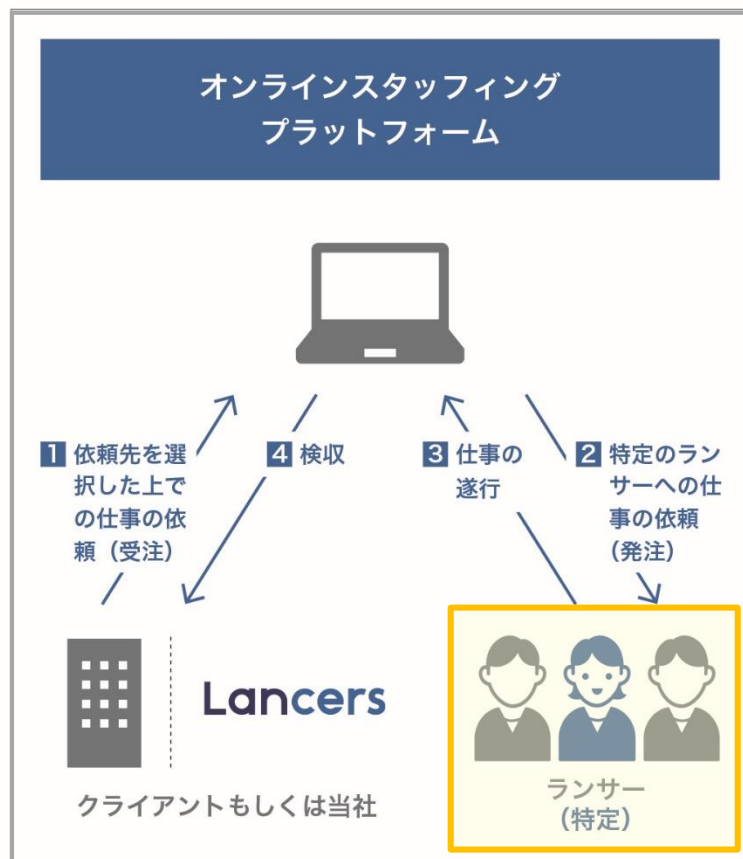 オンラインスタッフィング
プラットフォーム
1 依頼先を選
択した上で
の仕事の依
頼（受注）
4 検収
3 仕事の
遂行
2 特定のラン
サーへの仕
事の依頼
（発注）
Lancers
クライアントもしくは当社
ランサー
（特定）